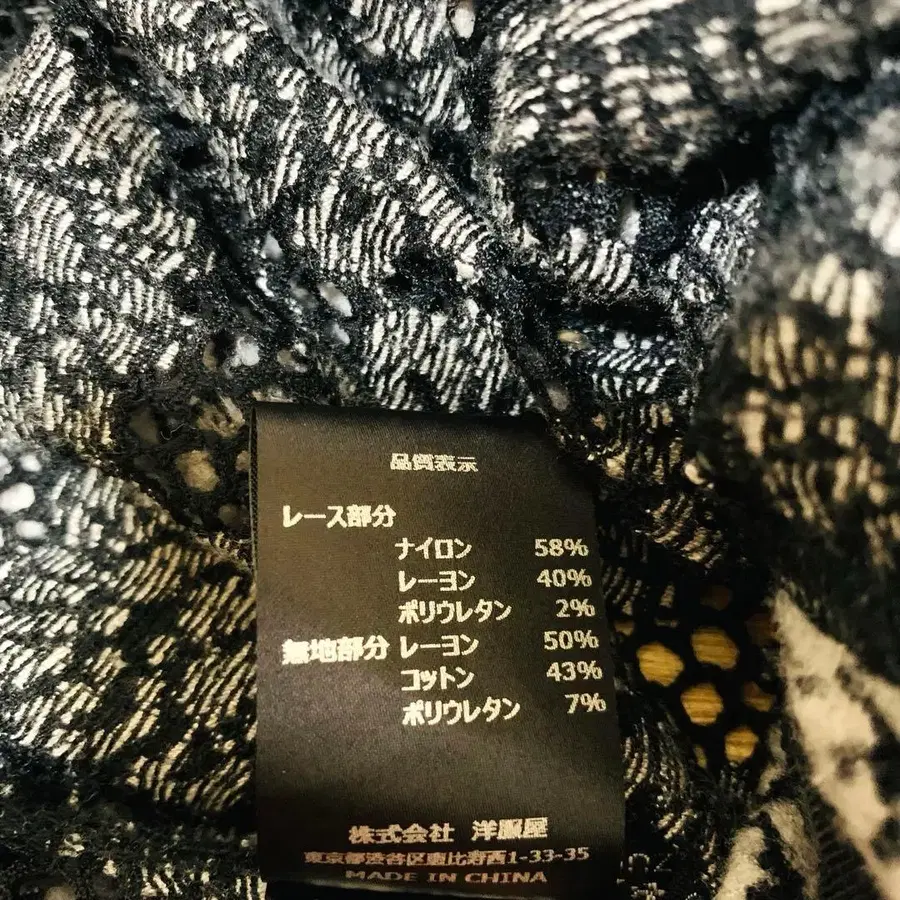 品質表示
レース部分
ナイロン 58%
レーヨン 40%
ポリウレタン 2%
無地部分 レーヨン 50%
コットン 43%
ポリウレタン 7%
株式会社 洋服屋
東京都渋谷区恵比寿西1-33-35
MADE IN CHINA